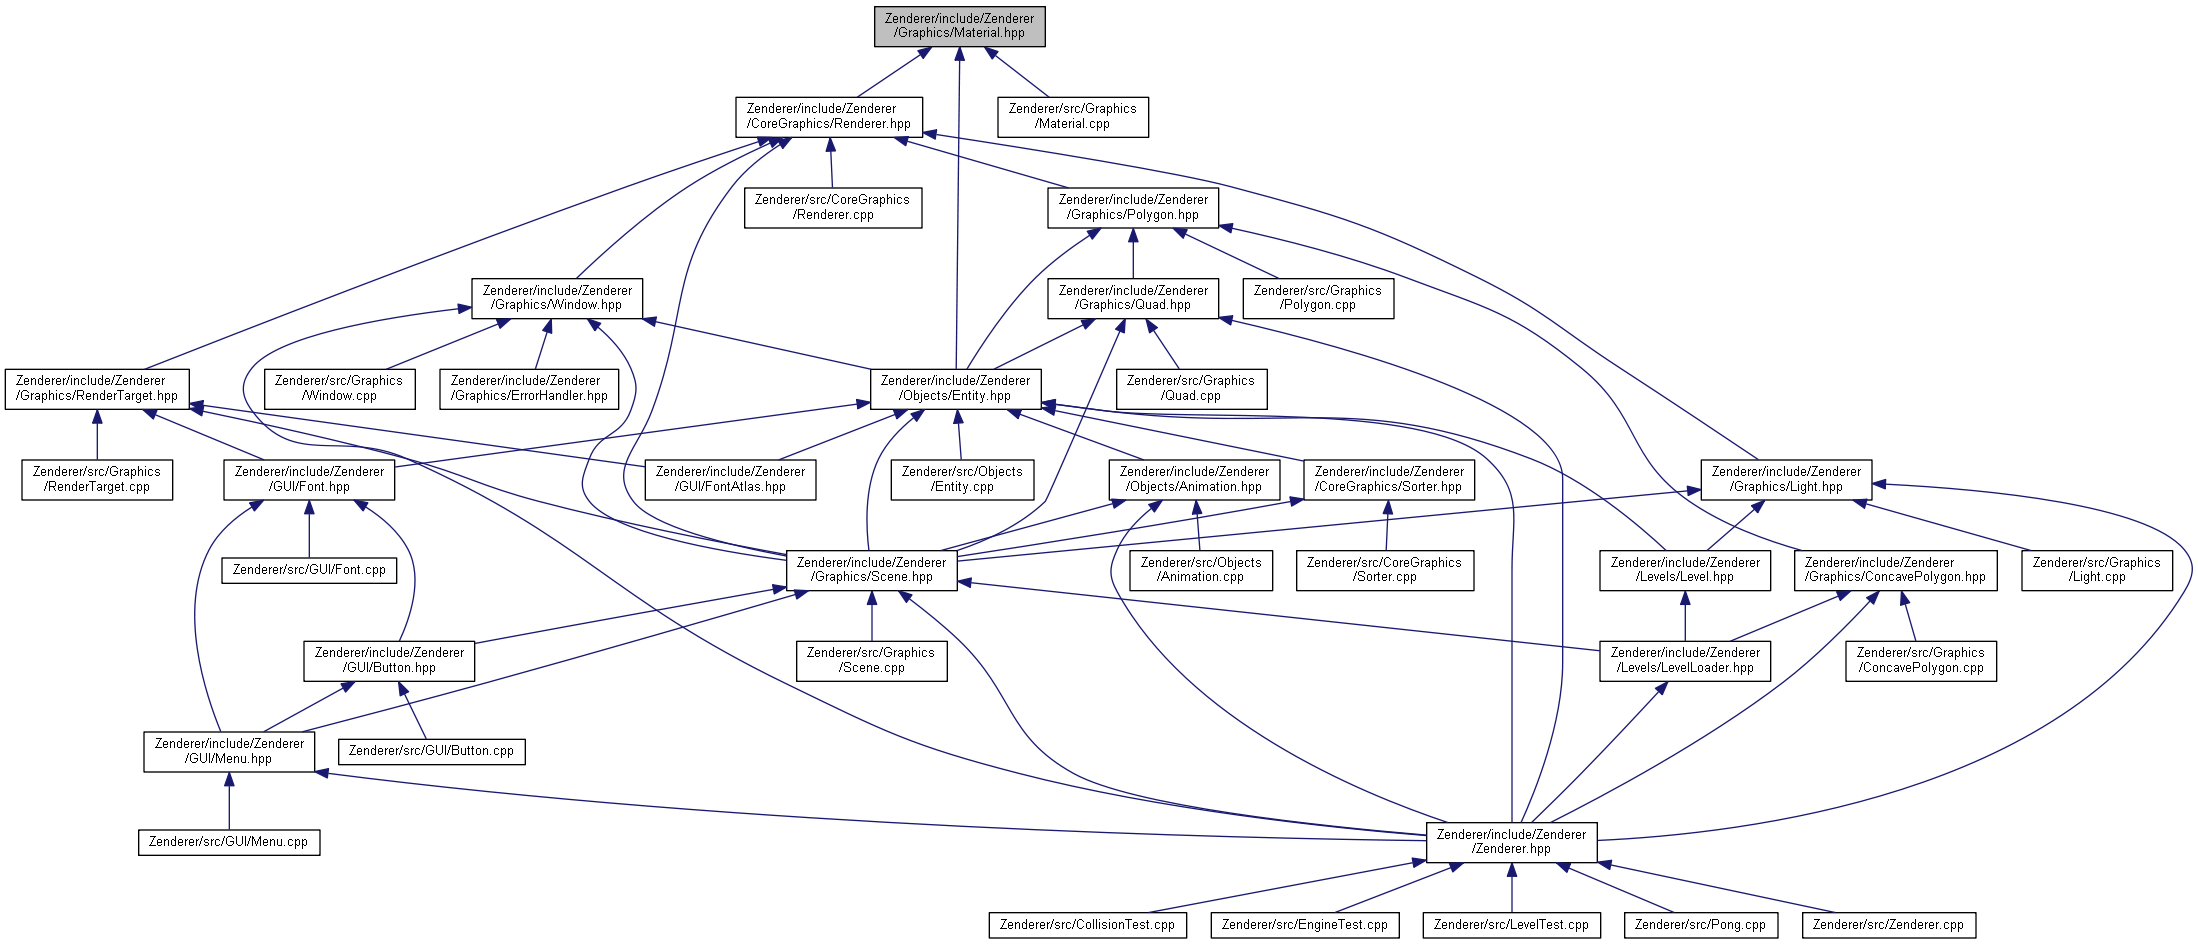 Zenderer/include/Zenderer
/Graphics/Material.hpp
Zenderer/include/Zenderer
/CoreGraphics/Renderer.hpp
Zenderer/src/Graphics
/Material.cpp
Zenderer/src/CoreGraphics
/Renderer.cpp
Zenderer/include/Zenderer
/Graphics/Polygon.hpp
Zenderer/include/Zenderer
/Graphics/Window.hpp
Zenderer/include/Zenderer
/Graphics/Quad.hpp
Zenderer/src/Graphics
/Polygon.cpp
Zenderer/include/Zenderer
/Graphics/RenderTarget.hpp
Zenderer/src/Graphics
/Window.cpp
Zenderer/include/Zenderer
/Graphics/ErrorHandler.hpp
Zenderer/include/Zenderer
/Objects/Entity.hpp
Zenderer/src/Graphics
/Quad.cpp
Zenderer/src/Graphics
/RenderTarget.cpp
Zenderer/include/Zenderer
/GUI/Font.hpp
Zenderer/include/Zenderer
/GUI/FontAtlas.hpp
Zenderer/src/Objects
/Entity.cpp
Zenderer/include/Zenderer
/Objects/Animation.hpp
Zenderer/include/Zenderer
/CoreGraphics/Sorter.hpp
Zenderer/include/Zenderer
/Graphics/Light.hpp
Zenderer/src/GUI/Font.cpp
Zenderer/include/Zenderer
/Graphics/Scene.hpp
Zenderer/src/Objects
/Animation.cpp
Zenderer/src/CoreGraphics
/Sorter.cpp
Zenderer/include/Zenderer
/Levels/Level.hpp
Zenderer/include/Zenderer
/Graphics/ConcavePolygon.hpp
Zenderer/src/Graphics
/Light.cpp
Zenderer/include/Zenderer
/GUI/Button.hpp
Zenderer/src/Graphics
/Scene.cpp
Zenderer/include/Zenderer
/Levels/LevelLoader.hpp
Zenderer/src/Graphics
/ConcavePolygon.cpp
Zenderer/include/Zenderer
/GUI/Menu.hpp
Zenderer/src/GUI/Button.cpp
Zenderer/src/GUI/Menu.cpp
Zenderer/include/Zenderer
/Zenderer.hpp
Zenderer/src/CollisionTest.cpp
Zenderer/src/EngineTest.cpp
Zenderer/src/LevelTest.cpp
Zenderer/src/Pong.cpp
Zenderer/src/Zenderer.cpp